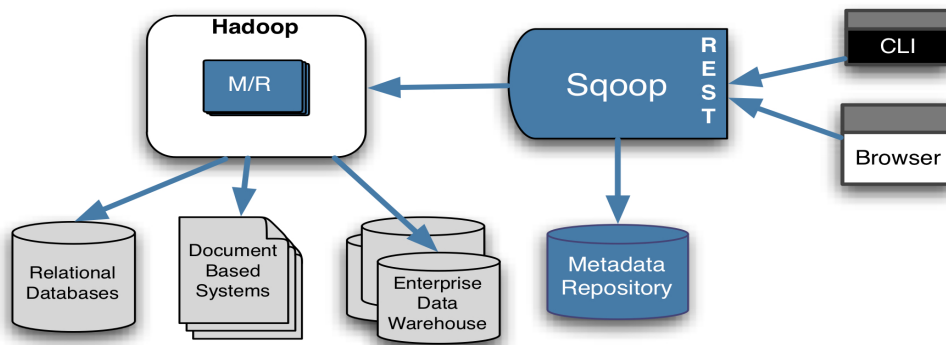 Hadoop
M/R
Sqoop
R
E
S
T
CLI
Browser
Relational
Databases
Document
Based
Systems
Enterprise
Data
Warehouse
Metadata
Repository